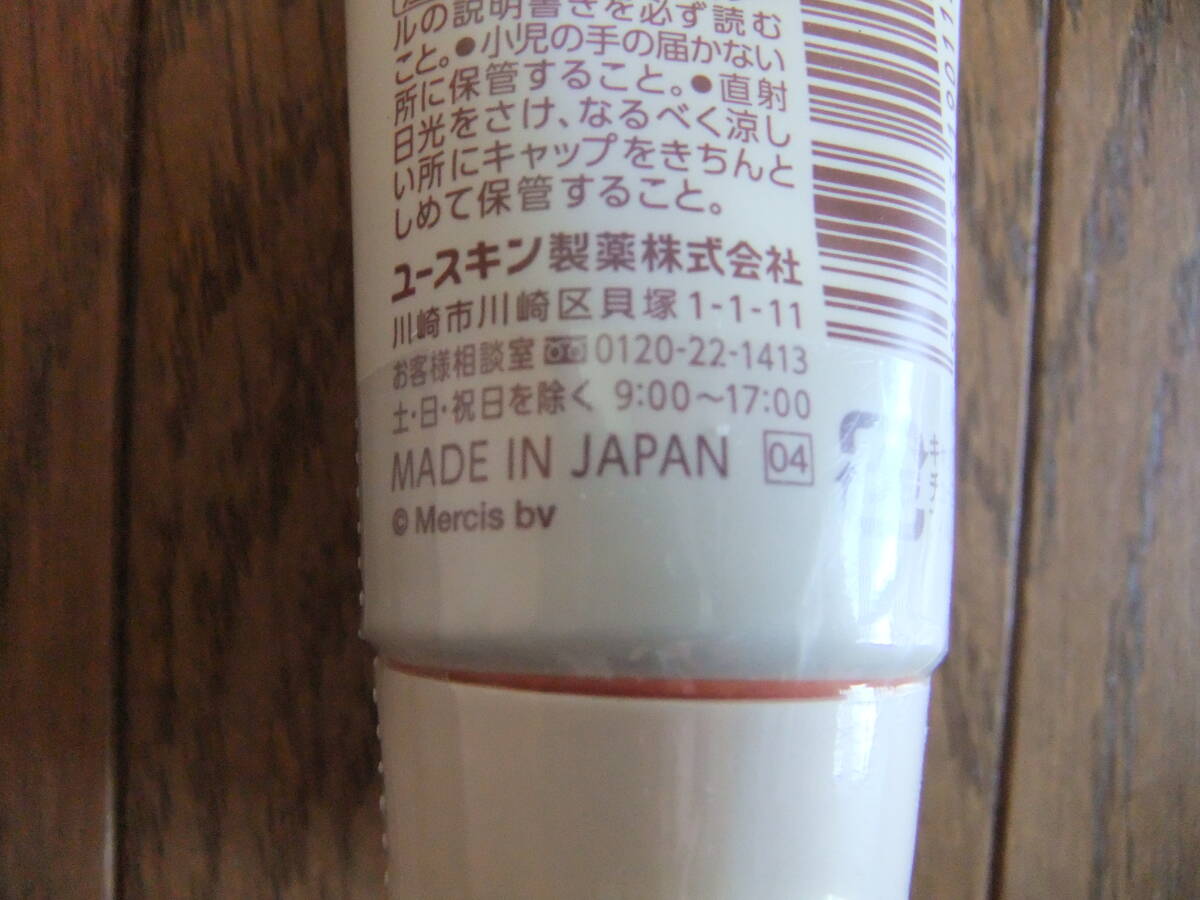 ルの説明書きを必ず読む
こと。●小児の手の届かない
所に保管すること。●直射
日光をさけ、なるべく涼し
い所にキャップをきちんと
しめて保管すること。
ユースキン製薬株式会社
川崎市川崎区貝塚1-1-11
お客様相談室 0120-22-1413
土・日・祝日を除く 9:00〜17:00
MADE IN JAPAN 04
© Mercis bv